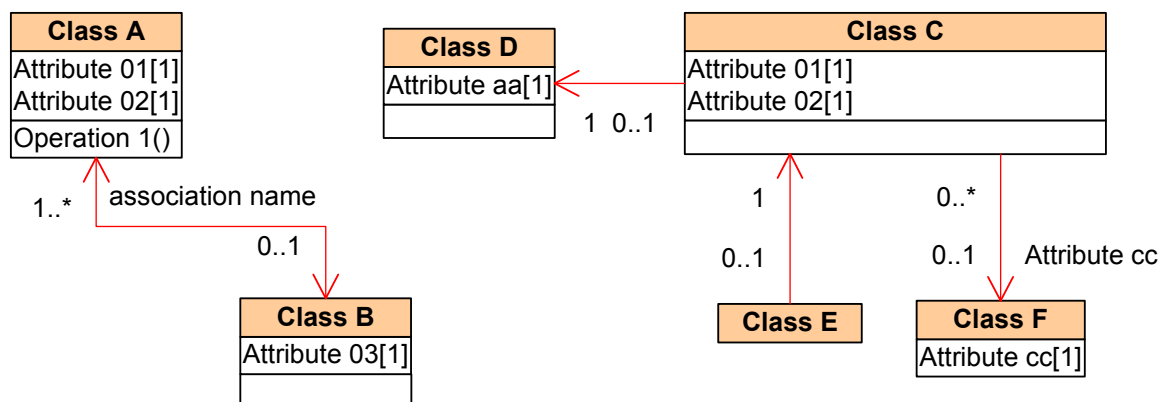 Class A
Attribute 01[1]
Attribute 02[1]
Operation 1()
1..*
association name
0..1
Class B
Attribute 03[1]
Class D
Attribute aa[1]
1 0..1
Class C
Attribute 01[1]
Attribute 02[1]
1
0..1
Class E
0..*
0..1
Attribute cc
Class F
Attribute cc[1]